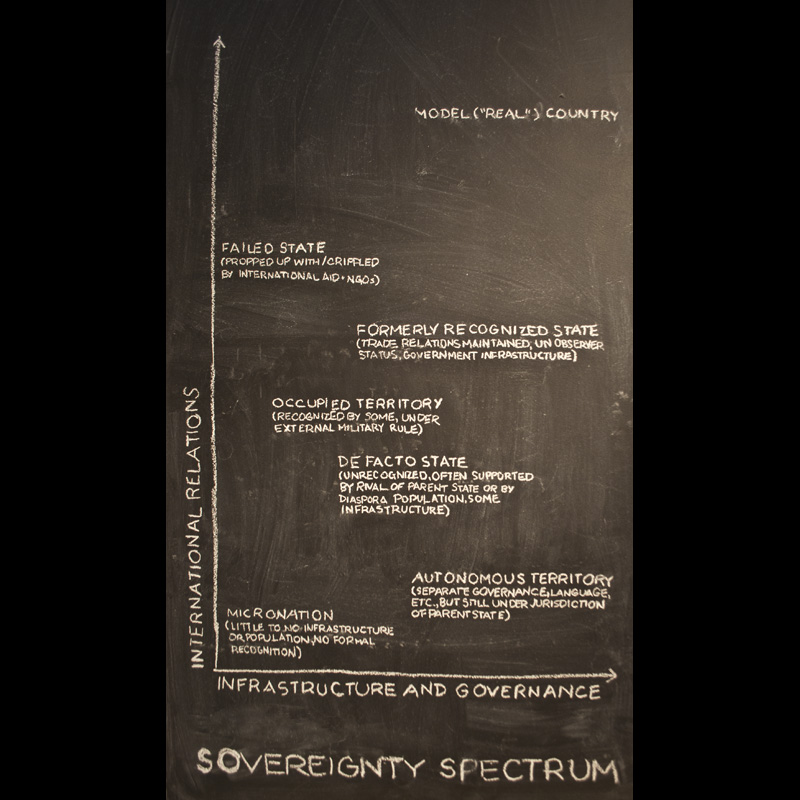 MODEL ("REAL") COUNTRY
FAILED STATE
(PROPPED UP WITH/CRIPPLED
BY INTERNATIONAL AID + NGOs)
FORMERLY RECOGNIZED STATE
(TRADE RELATIONS MAINTAINED, UN OBSERVER
STATUS, GOVERNMENT INFRASTRUCTURE)
OCCUPIED TERRITORY
(RECOGNIZED BY SOME, UNDER
EXTERNAL MILITARY RULE)
DE FACTO STATE
(UNRECOGNIZED, OFTEN SUPPORTED
BY RIVAL OF PARENT STATE OR BY
DIASPORA POPULATION, SOME
INFRASTRUCTURE)
AUTONOMOUS TERRITORY
(SEPARATE GOVERNANCE, LANGUAGE,
ETC., BUT STILL UNDER JURISDICTION
OF PARENT STATE)
MICRONATION
(LITTLE TO NO INFRASTRUCTURE
OR POPULATION, NO FORMAL
RECOGNITION)
INTERNATIONAL RELATIONS
INFRASTRUCTURE AND GOVERNANCE
SOVEREIGNTY SPECTRUM